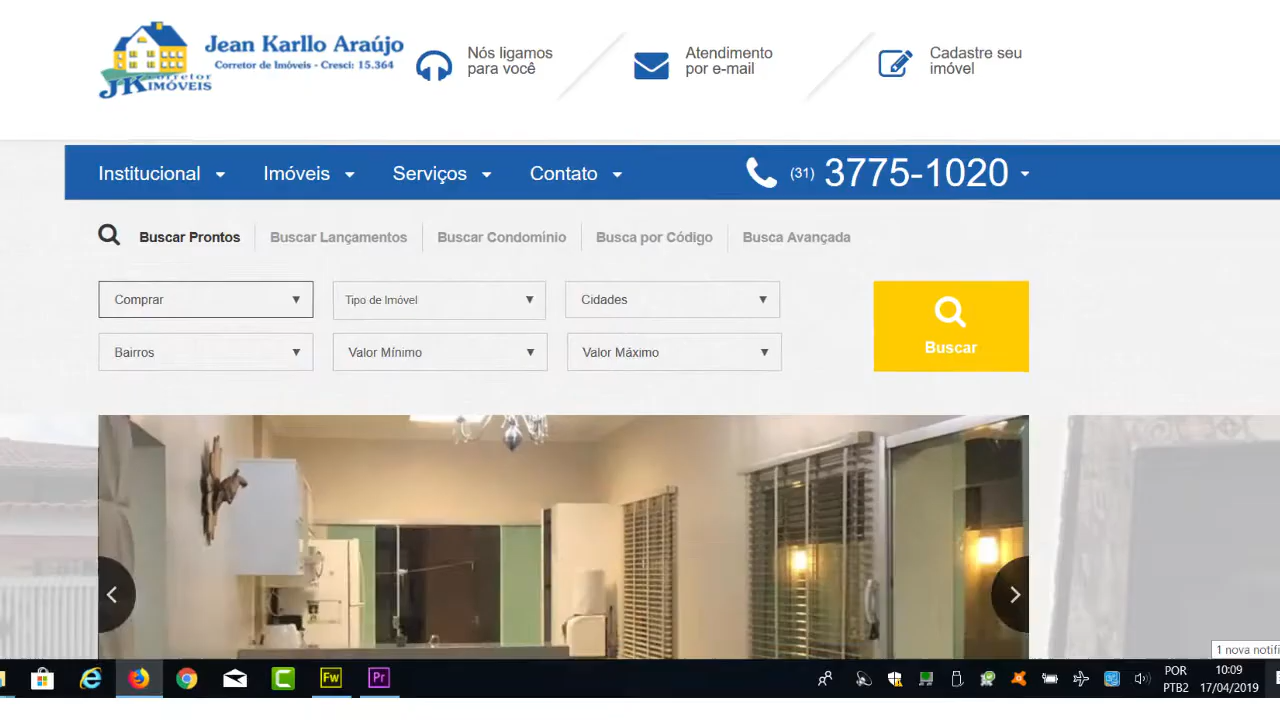 Jean Karllo Araújo
Corretor de Imóveis - Cresci: 15.364
corretor
JK IMÓVEIS
Nós ligamos
para você
Atendimento
por e-mail
Cadastre seu
imóvel
Institucional
Imóveis
Serviços
Contato
(31) 3775-1020
Buscar Prontos
Buscar Lançamentos
Buscar Condomínio
Busca por Código
Busca Avançada
Comprar
Tipo de Imóvel
Cidades
Bairros
Valor Mínimo
Valor Máximo
Buscar
1 nova notifi
Fw
Pr
POR
PTB2
10:09
17/04/2019